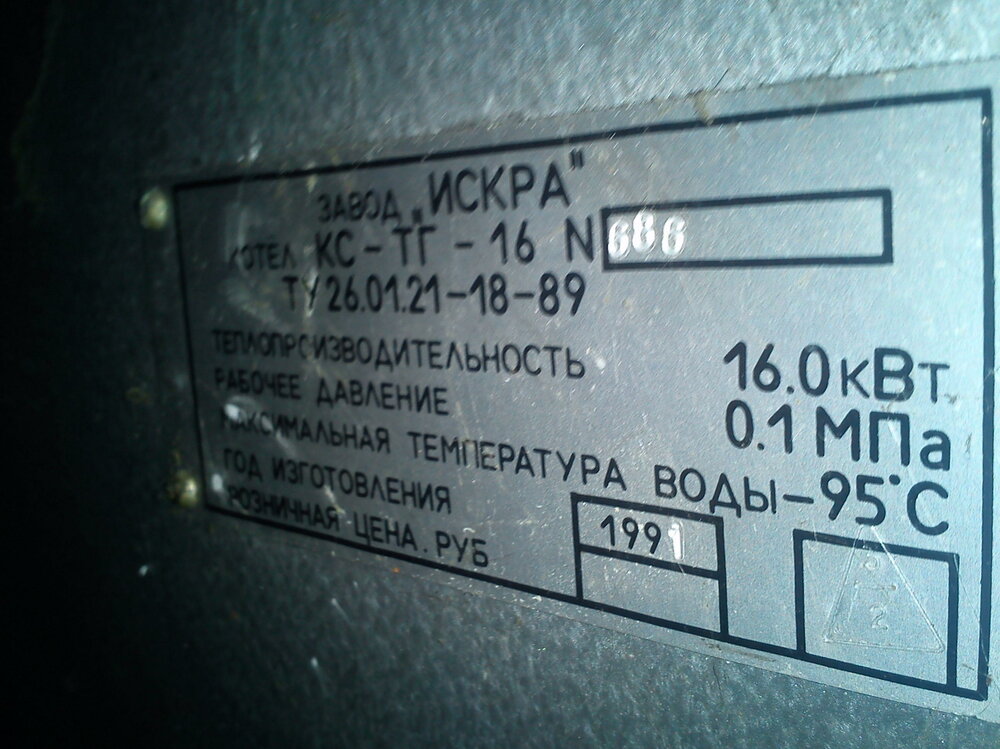 ЗАВОД „ИСКРА"
КОТЕЛ КС-ТГ-16 N 686
ТУ 26.01.21-18-89
ТЕПЛОПРОИЗВОДИТЕЛЬНОСТЬ 16.0 кВт
РАБОЧЕЕ ДАВЛЕНИЕ 0.1 МПа
МАКСИМАЛЬНАЯ ТЕМПЕРАТУРА ВОДЫ-95°С
ГОД ИЗГОТОВЛЕНИЯ 1991
РОЗНИЧНАЯ ЦЕНА. РУБ
2